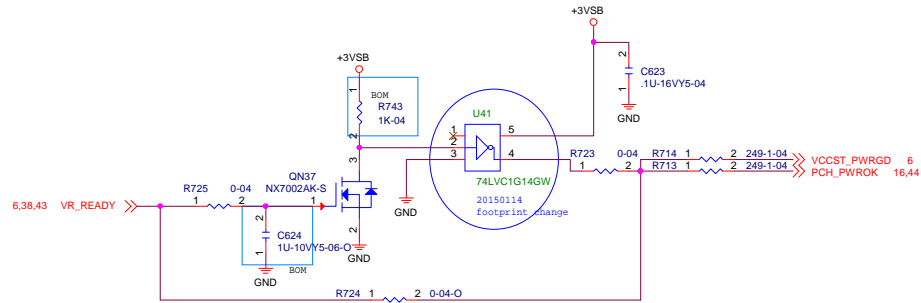 +3VSB
+3VSB
2
C623
.1U-16VY5-04
1
GND
1
BOM
R743
1K-04
2
U41
1
5
2
3
4
74LVC1G14GW
20150114
footprint change
R723
0-04
1
2
R714
1
2
249-1-04
R713
1
2
249-1-04
VCCST_PWRGD
6
PCH_PWROK
16,44
GND
3
QN37
NX7002AK-S
R725
0-04
1
2
1
6,38,43
VR_READY
2
C624
1U-10VY5-06-O
1
GND
BOM
2
GND
R724
1
2
0-04-O